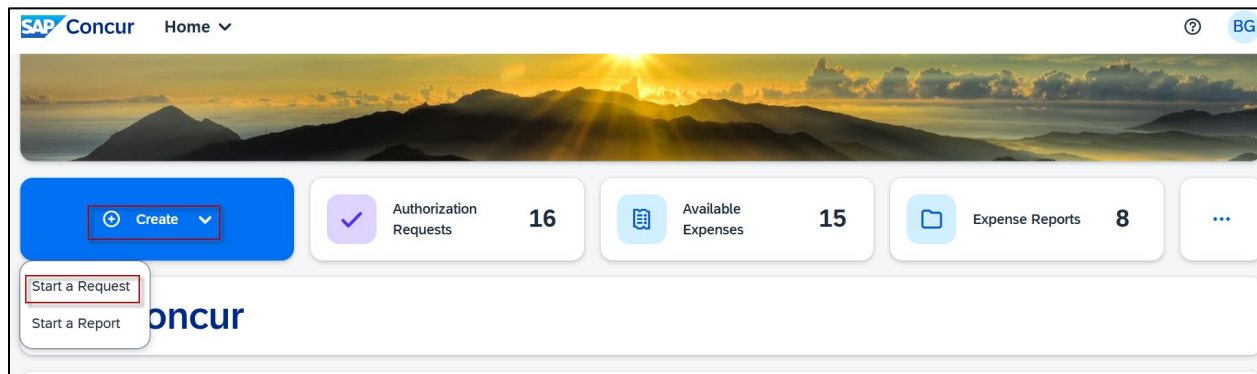 SAP Concur Home
BG
Create
Authorization
Requests
16
Available
Expenses
15
Expense Reports 8
Start a Request
Start a Report
oncur